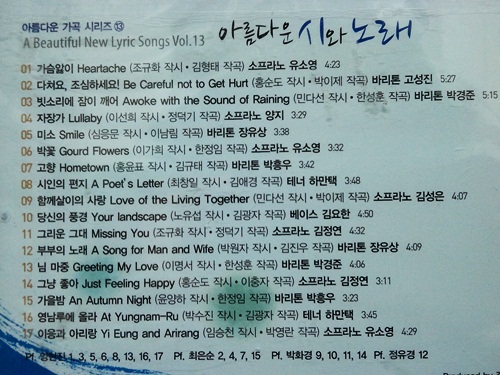 아름다운 가곡 시리즈 ⑬
A Beautiful New Lyric Songs Vol.13
아름다운 시와 노래
01 가슴앓이 Heartache (조규화 작시·김형태 작곡) 소프라노 유소영 4:23
02 다쳐요, 조심하세요! Be Careful not to Get Hurt (홍순도 작시·박이제 작곡) 바리톤 고성진 5:27
03 빗소리에 잠이 깨어 Awoke with the Sound of Raining (민다선 작시·한성훈 작곡) 바리톤 박경준 5:15
04 자장가 Lullaby (이선희 작시·정덕기 작곡) 소프라노 양지 3:29
05 미소 Smile (심응문 작시·이남림 작곡) 바리톤 장유상 3:38
06 박꽃 Gourd Flowers (이가희 작시·한정임 작곡) 소프라노 유소영 3:32
07 고향 Hometown (홍윤표 작시·김규태 작곡) 바리톤 박흥우 3:42
08 시인의 편지 A Poet's Letter (최창일 작시·김애경 작곡) 테너 하만택 3:48
09 함께살이의 사랑 Love of the Living Together (민다선 작시·박이제 작곡) 소프라노 김성은 4:07
10 당신의 풍경 Your landscape (노유섭 작시·김광자 작곡) 베이스 김요한 4:50
11 그리운 그대 Missing You (조규화 작시·정덕기 작곡) 소프라노 김정연 4:32
12 부부의 노래 A Song for Man and Wife (박원자 작시·김진우 작곡) 바리톤 장유상 4:09
13 님 마중 Greeting My Love (이명서 작시·한성훈 작곡) 바리톤 박경준 4:06
14 그냥 좋아 Just Feeling Happy (홍순도 작시·이종자 작곡) 소프라노 김정연 3:11
15 가을밤 An Autumn Night (윤양하 작시·한정임 작곡) 바리톤 박흥우 3:23
16 영남루에 올라 At Yungnam-Ru (박수진 작시·김광자 작곡) 테너 하만택 3:45
17 이응과 아리랑 Yi Eung and Arirang (임승천 작시·박영란 작곡) 소프라노 유소영 4:29
Pf. 1, 3, 5, 6, 8, 13, 16, 17 Pf. 최은순 2, 4, 7, 15 Pf. 박화경 9, 10, 11, 14 Pf. 정유경 12